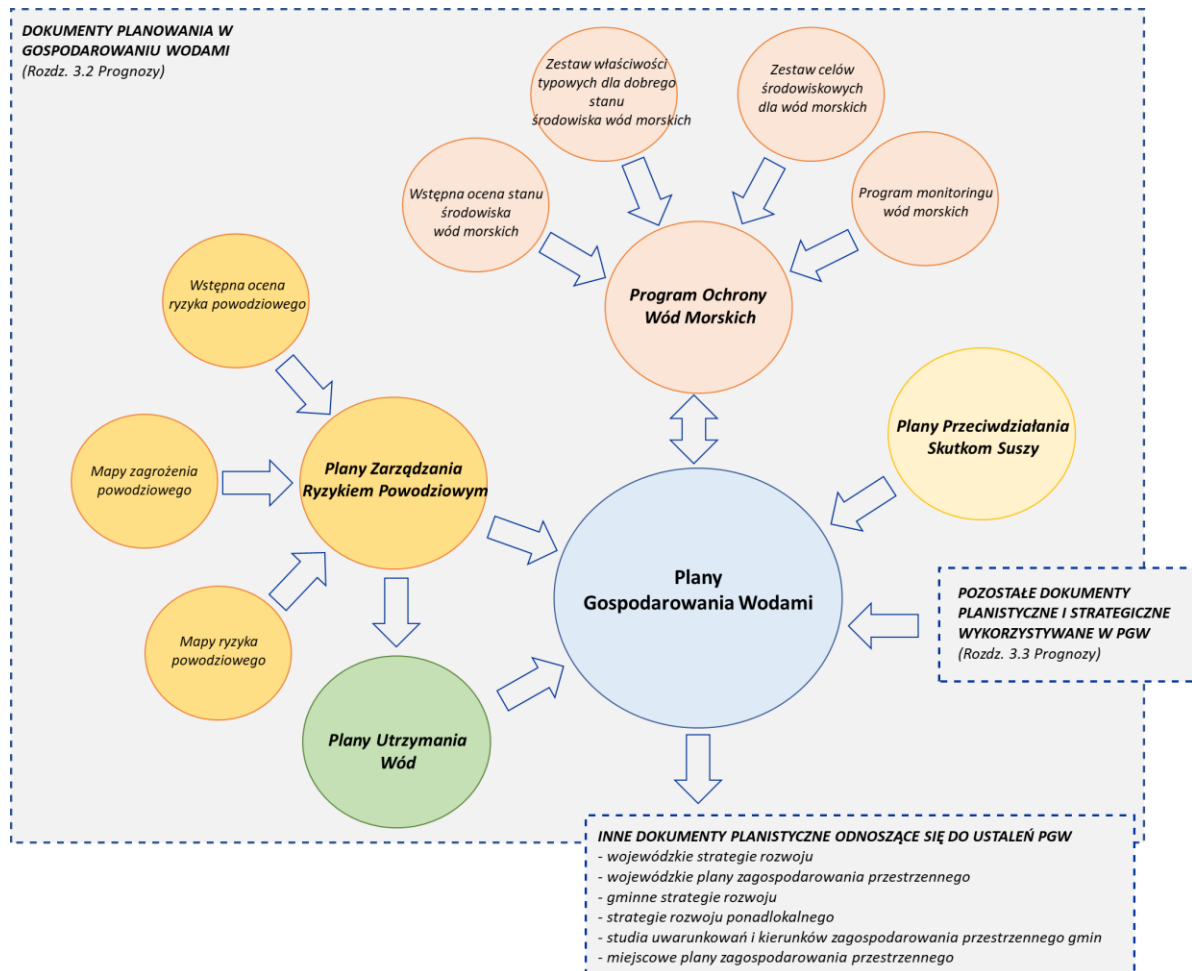 DOKUMENTY PLANOWANIA W
GOSPODAROWANIU WODAMI
(Rozdz. 3.2 Prognozy)
Zestaw właściwości
typowych dla dobrego
stanu
środowiska wód morskich
Zestaw celów
środowiskowych
dla wód morskich
Wstępna ocena stanu
środowiska
wód morskich
Program monitoringu
wód morskich
Program Ochrony
Wód Morskich
Wstępna ocena
ryzyka powodziowego
Mapy zagrożenia
powodziowego
Plany Zarządzania
Ryzykiem Powodziowym
Plany Przeciwdziałania
Skutkom Suszy
Mapy ryzyka
powodziowego
Plany
Gospodarowania Wodami
POZOSTAŁE DOKUMENTY
PLANISTYCZNE I STRATEGICZNE
WYKORZYSTYWANE W PGW
(Rozdz. 3.3 Prognozy)
Plany Utrzymania
Wód
INNE DOKUMENTY PLANISTYCZNE ODNOSZĄCE SIĘ DO USTALEŃ PGW
- wojewódzkie strategie rozwoju
- wojewódzkie plany zagospodarowania przestrzennego
- gminne strategie rozwoju
- strategie rozwoju ponadlokalnego
- studia uwarunkowań i kierunków zagospodarowania przestrzennego gmin
- miejscowe plany zagospodarowania przestrzennego